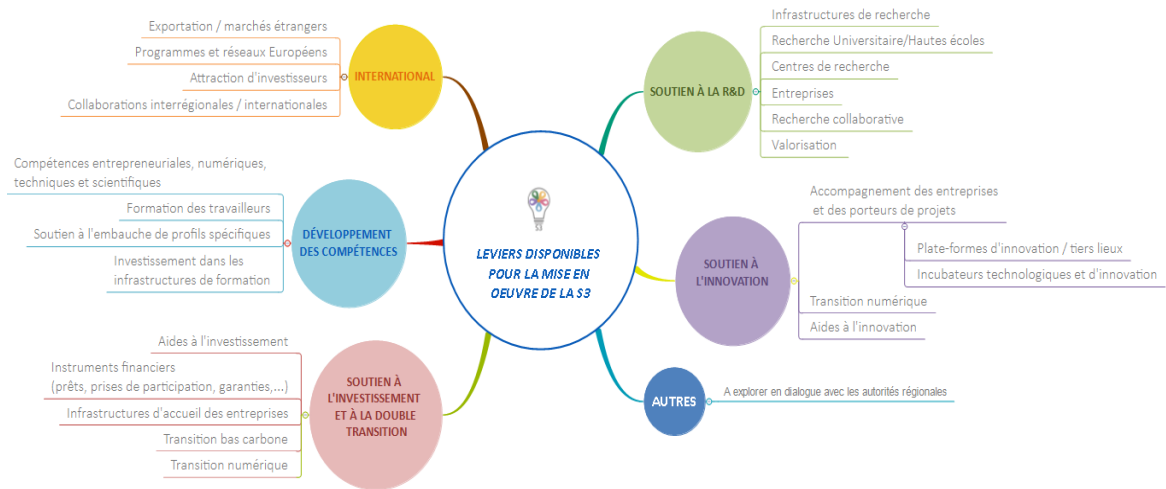 LEVIERS DISPONIBLES
POUR LA MISE EN
OEUVRE DE LA S3
INTERNATIONAL
Exportation / marchés étrangers
Programmes et réseaux Européens
Attraction d'investisseurs
Collaborations interrégionales / internationales
DÉVELOPPEMENT
DES COMPÉTENCES
Compétences entrepreneuriales, numériques,
techniques et scientifiques
Formation des travailleurs
Soutien à l'embauche de profils spécifiques
Investissement dans les
infrastructures de formation
SOUTIEN À
L'INVESTISSEMENT
ET À LA DOUBLE
TRANSITION
Aides à l'investissement
Instruments financiers
(prêts, prises de participation, garanties,...)
Infrastructures d'accueil des entreprises
Transition bas carbone
Transition numérique
SOUTIEN À LA R&D
Infrastructures de recherche
Recherche Universitaire/Hautes écoles
Centres de recherche
Entreprises
Recherche collaborative
Valorisation
SOUTIEN À
L'INNOVATION
Accompagnement des entreprises
et des porteurs de projets
Plate-formes d'innovation / tiers lieux
Incubateurs technologiques et d'innovation
Transition numérique
Aides à l'innovation
AUTRES
A explorer en dialogue avec les autorités régionales